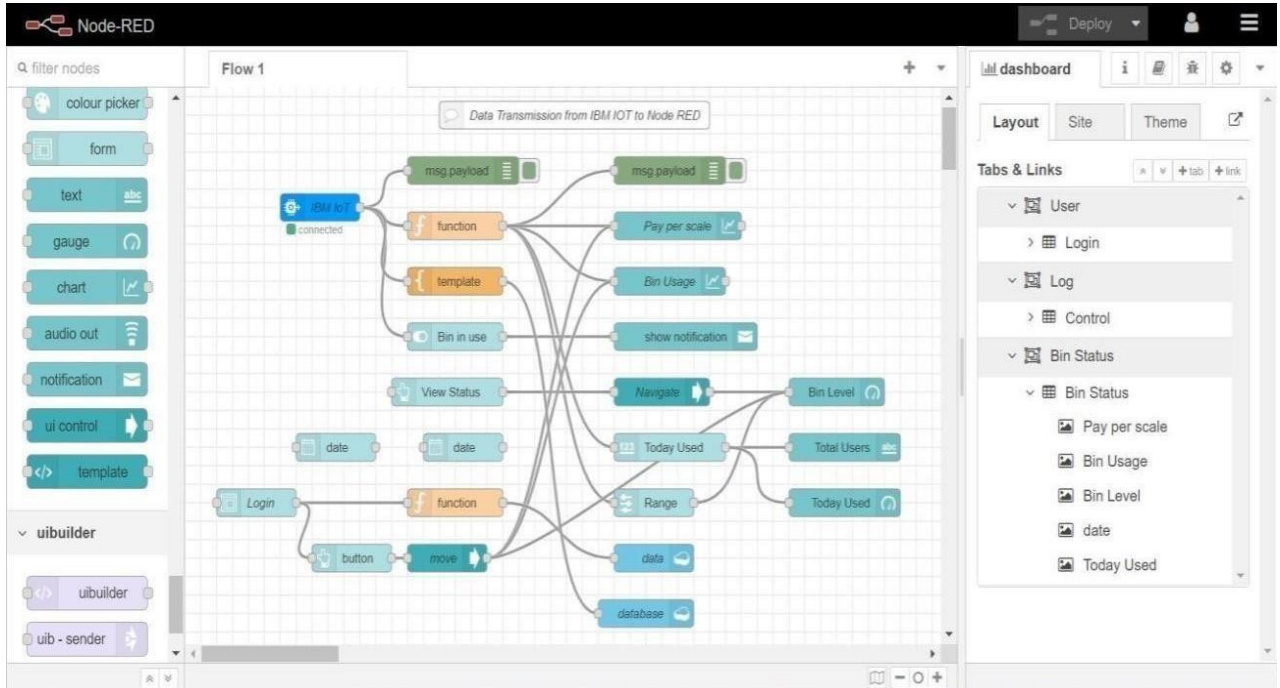 Node-RED
Deploy
filter nodes
Flow 1
dashboard
i
colour picker
form
text
abc
gauge
chart
audio out
notification
ui control
template
uibuilder
uibuilder
uib - sender
Data Transmission from IBM IOT to Node RED
msg.payload
msg.payload
IBM IoT
connected
function
Pay per scale
template
Bin Usage
Bin in use
show notification
View Status
Navigate
Bin Level
date
date
123
Today Used
Total Users
abc
Login
function
Range
Today Used
button
move
data
database
Layout
Site
Theme
Tabs & Links
+ tab
+ link
User
Login
Log
Control
Bin Status
Bin Status
Pay per scale
Bin Usage
Bin Level
date
Today Used